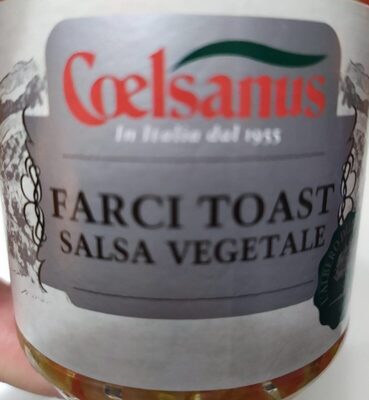 Coelsanus
In Italia dal 1955
FARCI TOAST
SALSA VEGETALE